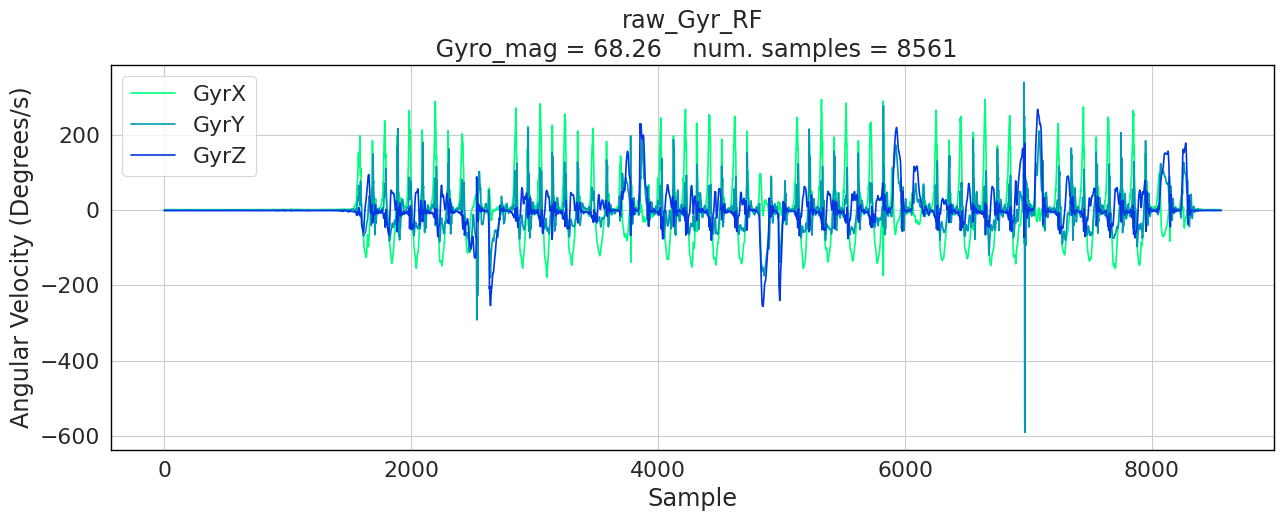 raw_Gyr_RF
Gyro_mag = 68.26    num. samples = 8561
GyrX
GyrY
GyrZ
Angular Velocity (Degrees/s)
200
0
−200
−400
−600
0
2000
4000
6000
8000
Sample